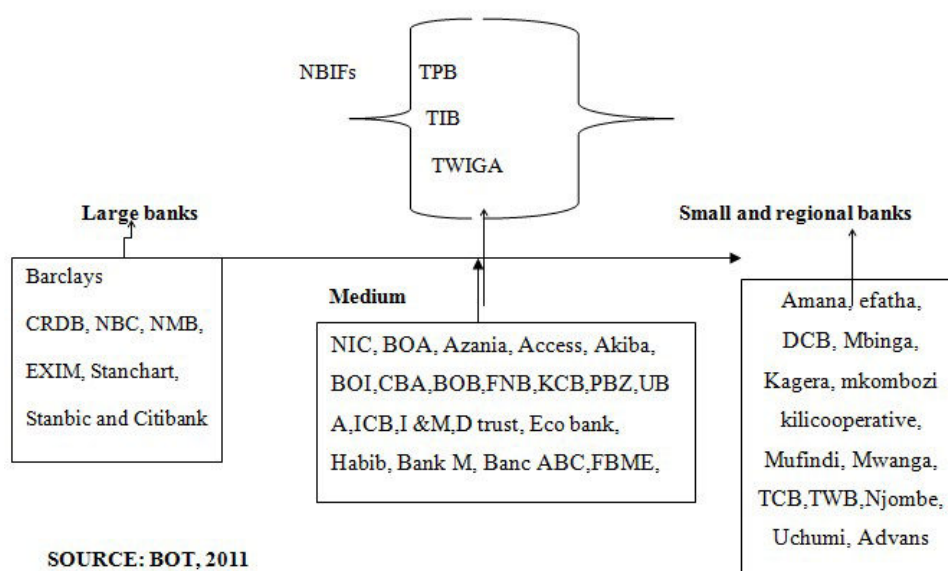 NBIFs TPB
TIB
TWIGA
Large banks
Small and regional banks
Barclays
CRDB, NBC, NMB,
EXIM, Stanchart,
Stanbic and Citibank
Medium
NIC, BOA, Azania, Access, Akiba,
BOI,CBA,BOB,FNB,KCB,PBZ,UB
A,ICB,I &M,D trust, Eco bank,
Habib, Bank M, Banc ABC,FBME,
Amana, efatha,
DCB, Mbinga,
Kagera, mkombozi
kilicooperative,
Mufindi, Mwanga,
TCB,TWB,Njombe,
Uchumi, Advans
SOURCE: BOT, 2011